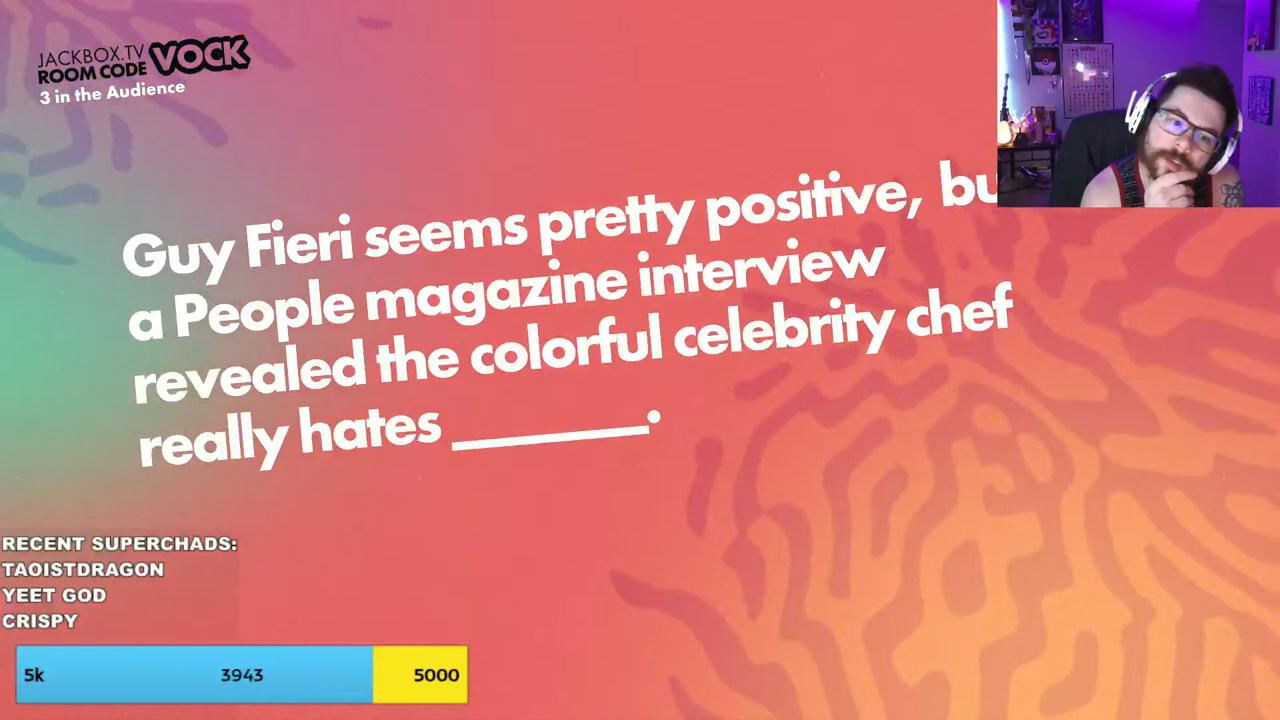 JACKBOX.TV
ROOM CODE VOCK
3 in the Audience
Guy Fieri seems pretty positive,
a People magazine interview
revealed the colorful celebrity chef
really hates ________.
RECENT SUPERCHADS:
TAOISTDRAGON
YEET GOD
CRISPY
5k 3943 5000